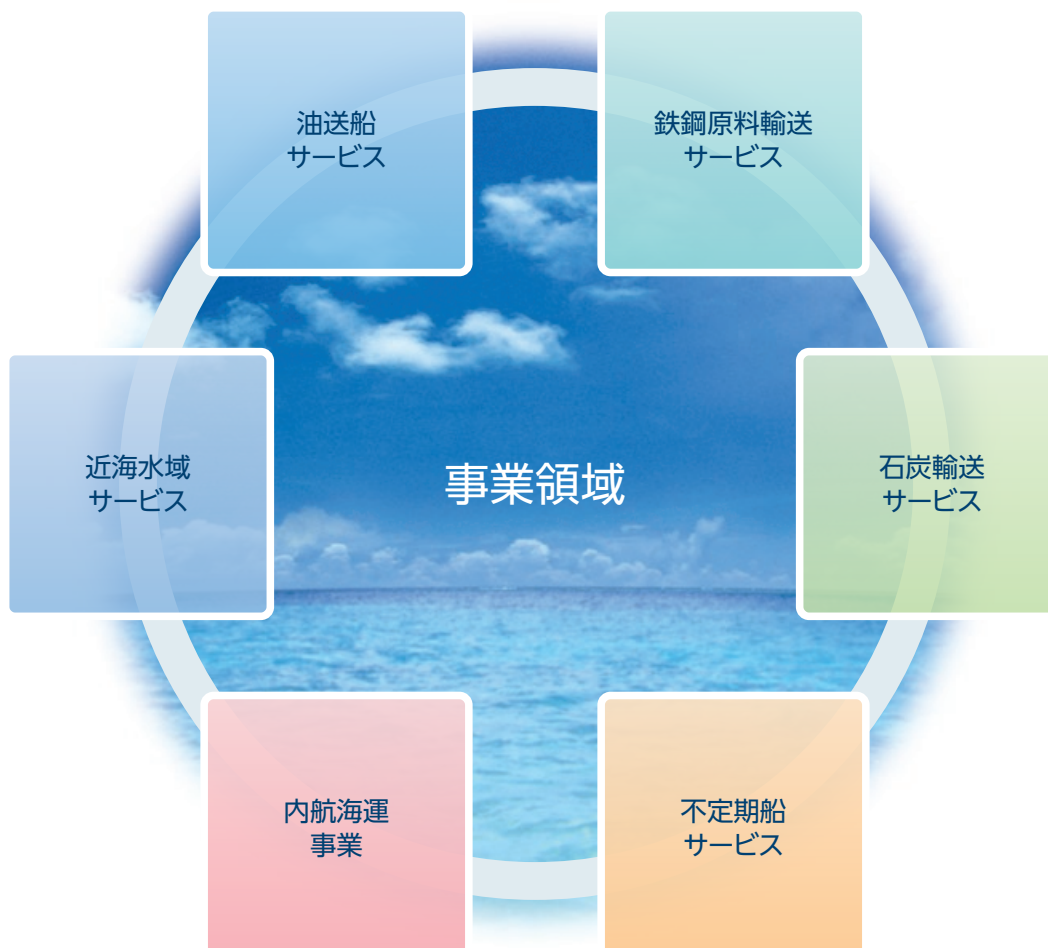 油送船
サービス
鉄鋼原料輸送
サービス
近海水域
サービス
事業領域
石炭輸送
サービス
内航海運
事業
不定期船
サービス